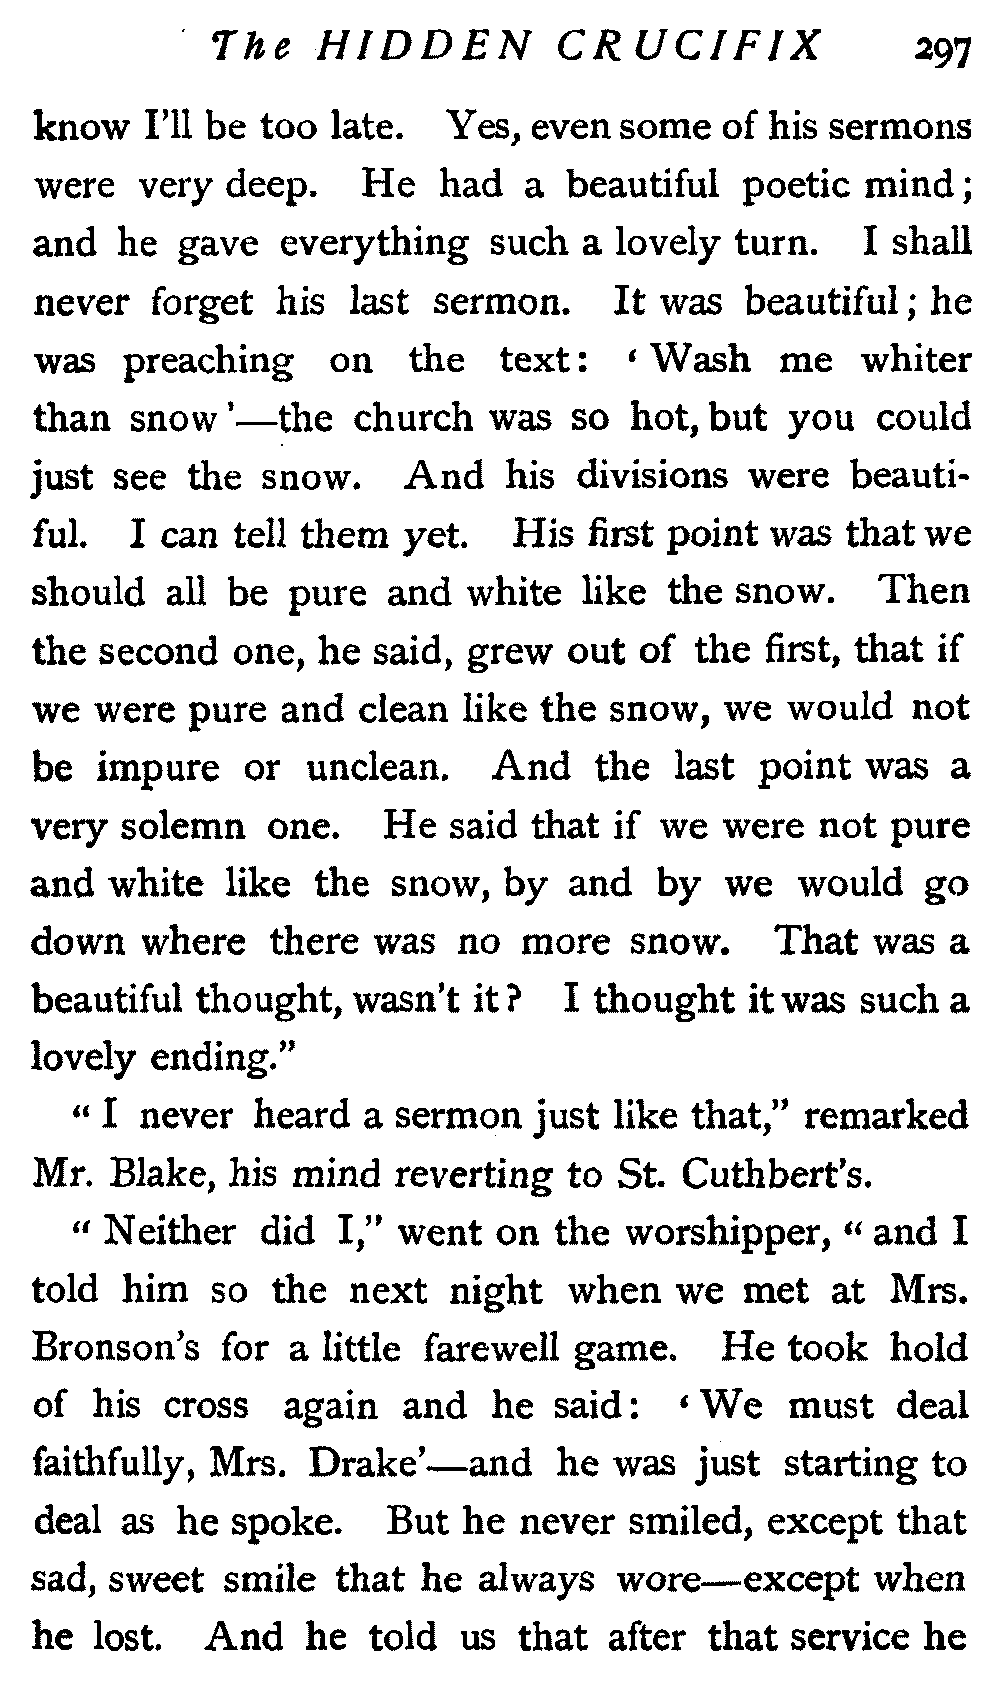 The HIDDEN CRUCIFIX 297
know I'll be too late. Yes, even some of his sermons
were very deep. He had a beautiful poetic mind;
and he gave everything such a lovely turn. I shall
never forget his last sermon. It was beautiful; he
was preaching on the text: ‘Wash me whiter
than snow’—the church was so hot, but you could
just see the snow. And his divisions were beauti-
ful. I can tell them yet. His first point was that we
should all be pure and white like the snow. Then
the second one, he said, grew out of the first, that if
we were pure and clean like the snow, we would not
be impure or unclean. And the last point was a
very solemn one. He said that if we were not pure
and white like the snow, by and by we would go
down where there was no more snow. That was a
beautiful thought, wasn't it? I thought it was such a
lovely ending.”
“I never heard a sermon just like that,” remarked
Mr. Blake, his mind reverting to St. Cuthbert's.
“Neither did I,” went on the worshipper, “and I
told him so the next night when we met at Mrs.
Bronson's for a little farewell game. He took hold
of his cross again and he said: ‘We must deal
faithfully, Mrs. Drake’—and he was just starting to
deal as he spoke. But he never smiled, except that
sad, sweet smile that he always wore—except when
he lost. And he told us that after that service he